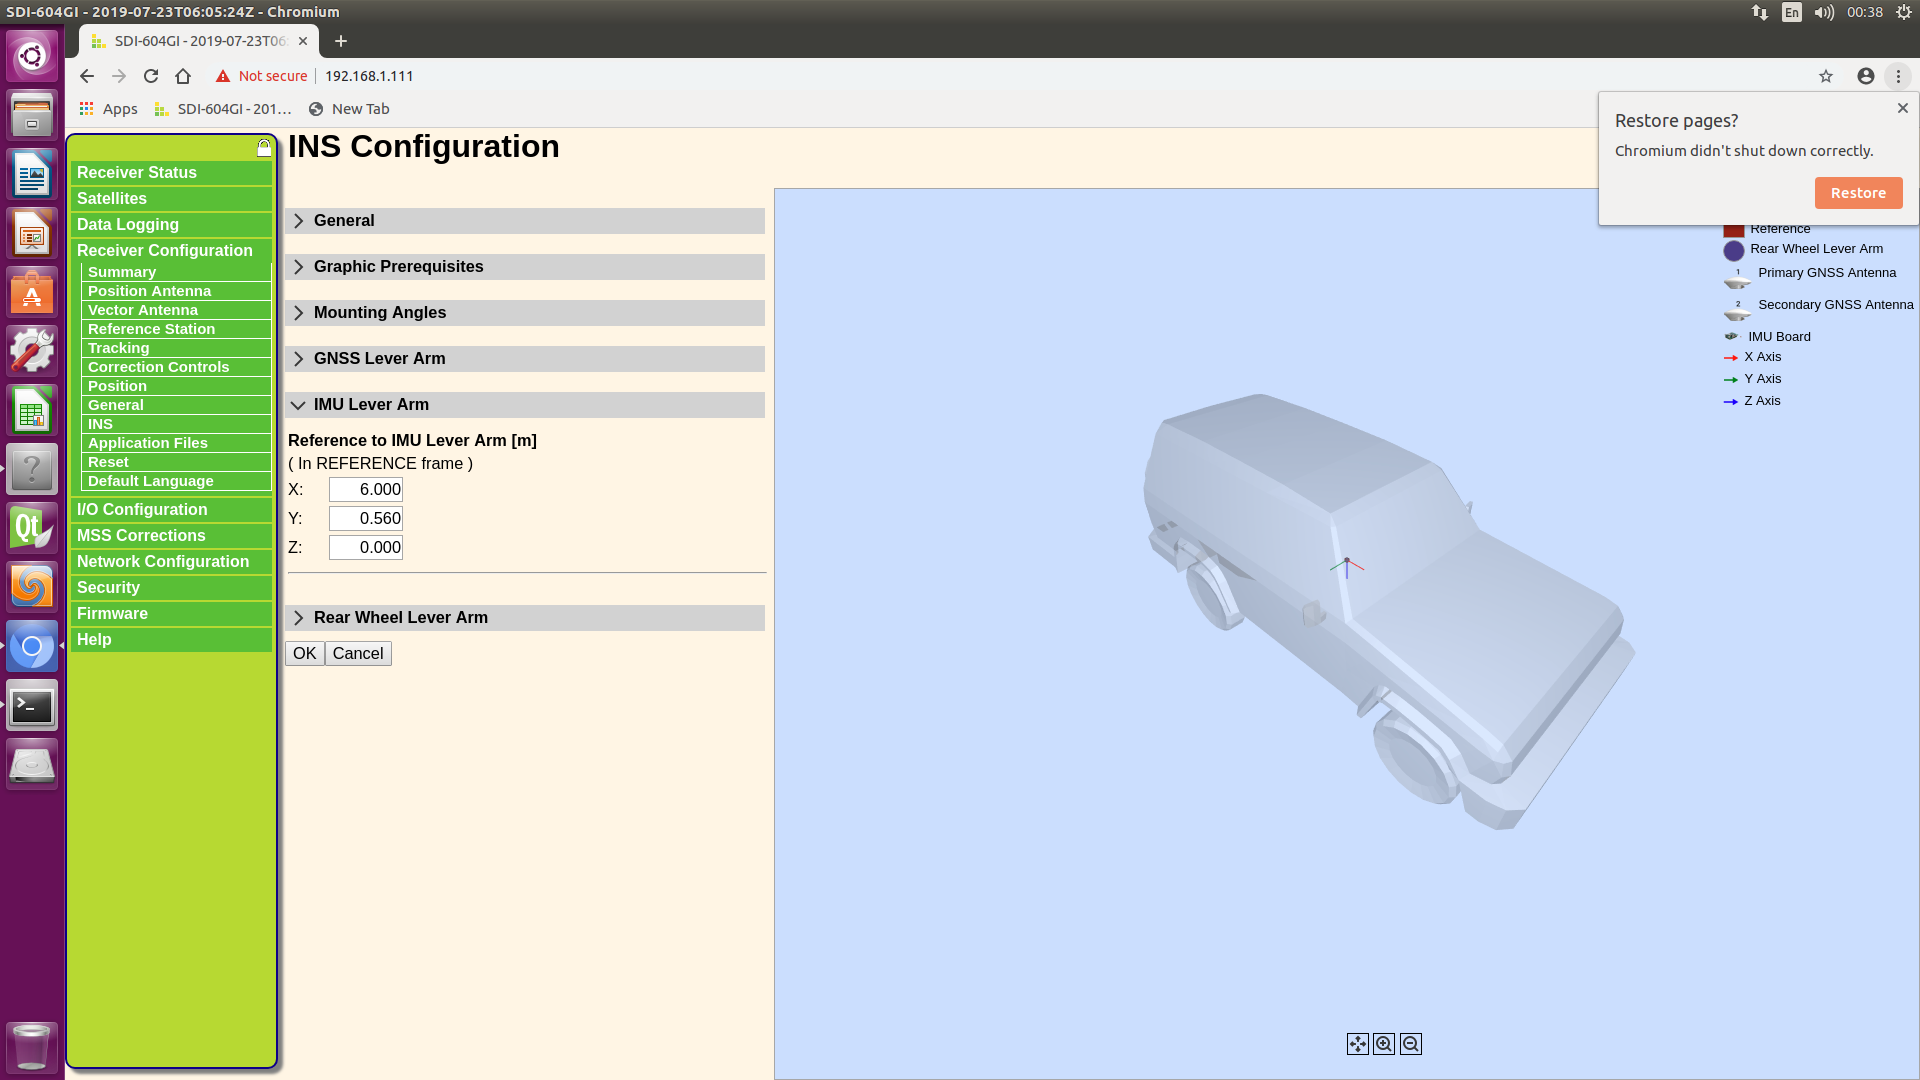 SDI-604GI - 2019-07-23T06:05:24Z - Chromium
En
00:38
SDI-604GI - 2019-07-23T06:
Not secure
192.168.1.111
Apps
SDI-604GI - 201…
New Tab
Restore pages?
Chromium didn't shut down correctly.
Restore
Receiver Status
Satellites
Data Logging
Receiver Configuration
Summary
Position Antenna
Vector Antenna
Reference Station
Tracking
Correction Controls
Position
General
INS
Application Files
Reset
Default Language
I/O Configuration
MSS Corrections
Network Configuration
Security
Firmware
Help
INS Configuration
General
Graphic Prerequisites
Mounting Angles
GNSS Lever Arm
IMU Lever Arm
Reference to IMU Lever Arm [m]
( In REFERENCE frame )
X: 6.000
Y: 0.560
Z: 0.000
Rear Wheel Lever Arm
OK Cancel
Reference
Rear Wheel Lever Arm
1 Primary GNSS Antenna
2 Secondary GNSS Antenna
IMU Board
X Axis
Y Axis
Z Axis
Qt